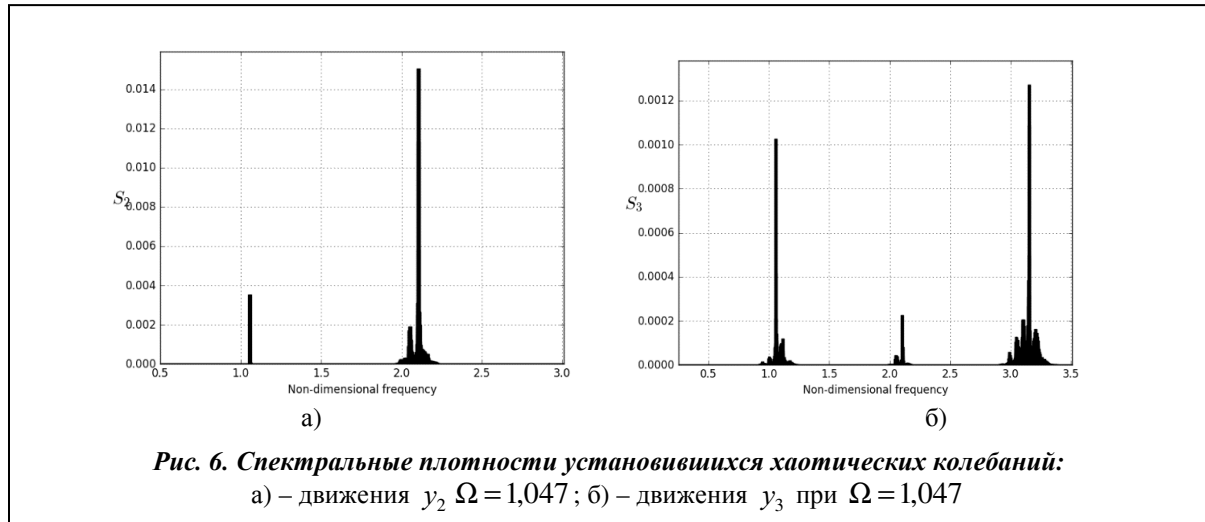 0.014
0.012
0.010
0.008
S₂
0.006
0.004
0.002
0.000
0.5 1.0 1.5 2.0 2.5 3.0
Non-dimensional frequency
а)
0.0012
0.0010
0.0008
S₃
0.0006
0.0004
0.0002
0.0000
0.5 1.0 1.5 2.0 2.5 3.0 3.5
Non-dimensional frequency
б)
Рис. 6. Спектральные плотности установившихся хаотических колебаний:
а) – движения y₂ Ω = 1,047 ; б) – движения y₃ при Ω = 1,047